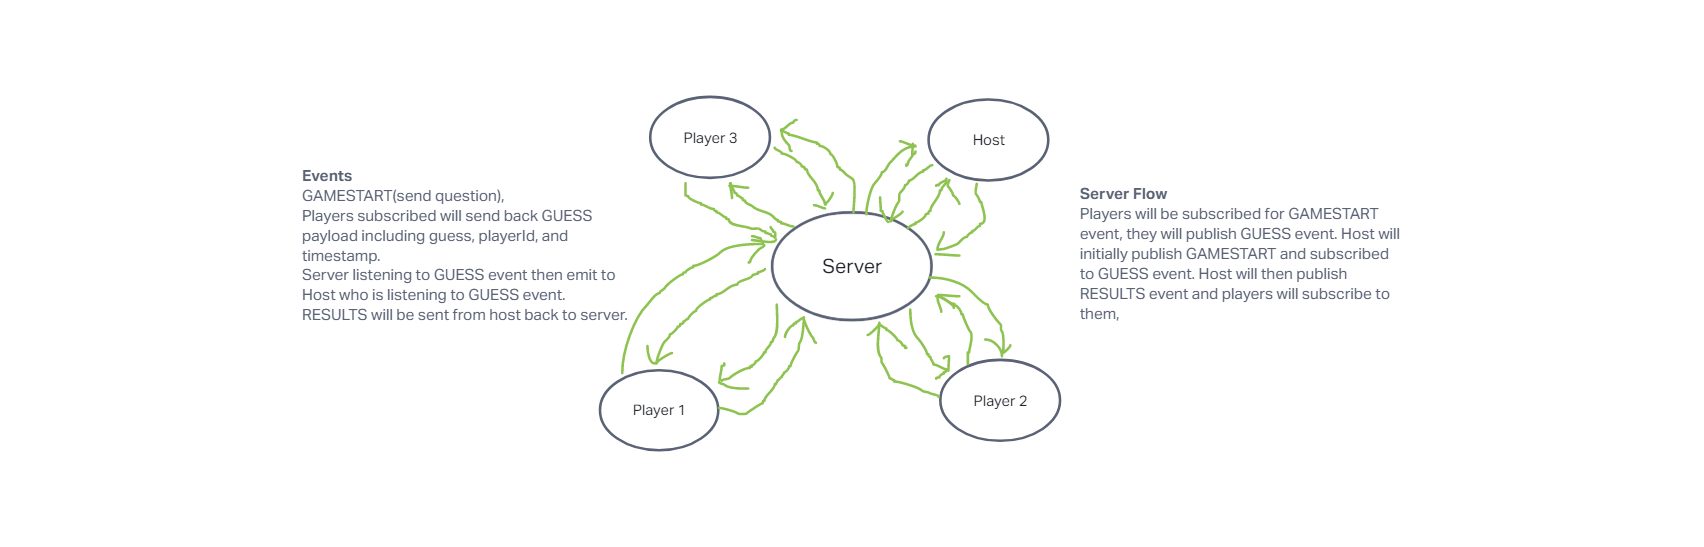 Player 3
Host
Events
GAMESTART(send question),
Players subscribed will send back GUESS
payload including guess, playerId, and
timestamp.
Server listening to GUESS event then emit to
Host who is listening to GUESS event.
RESULTS will be sent from host back to server.
Server
Server Flow
Players will be subscribed for GAMESTART
event, they will publish GUESS event. Host will
initially publish GAMESTART and subscribed
to GUESS event. Host will then publish
RESULTS event and players will subscribe to
them,
Player 1
Player 2